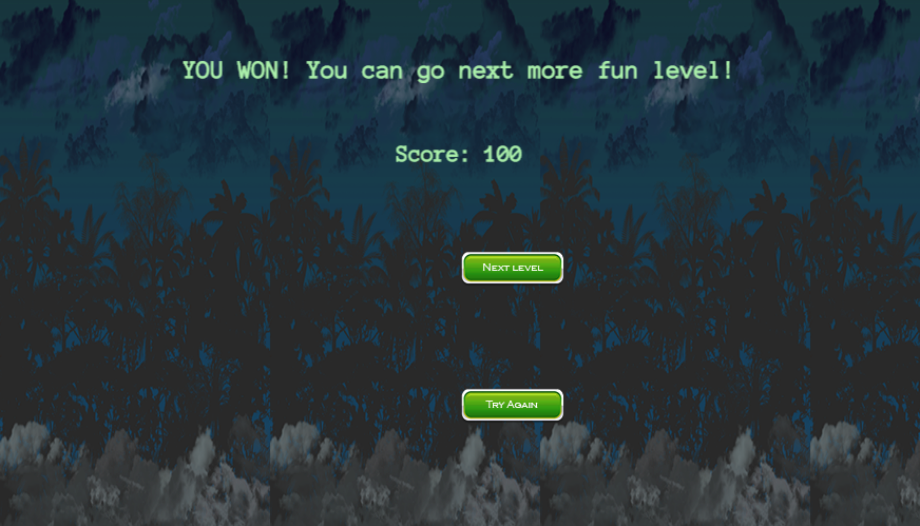 YOU WON! You can go next more fun level!
Score: 100
Next level
Try Again